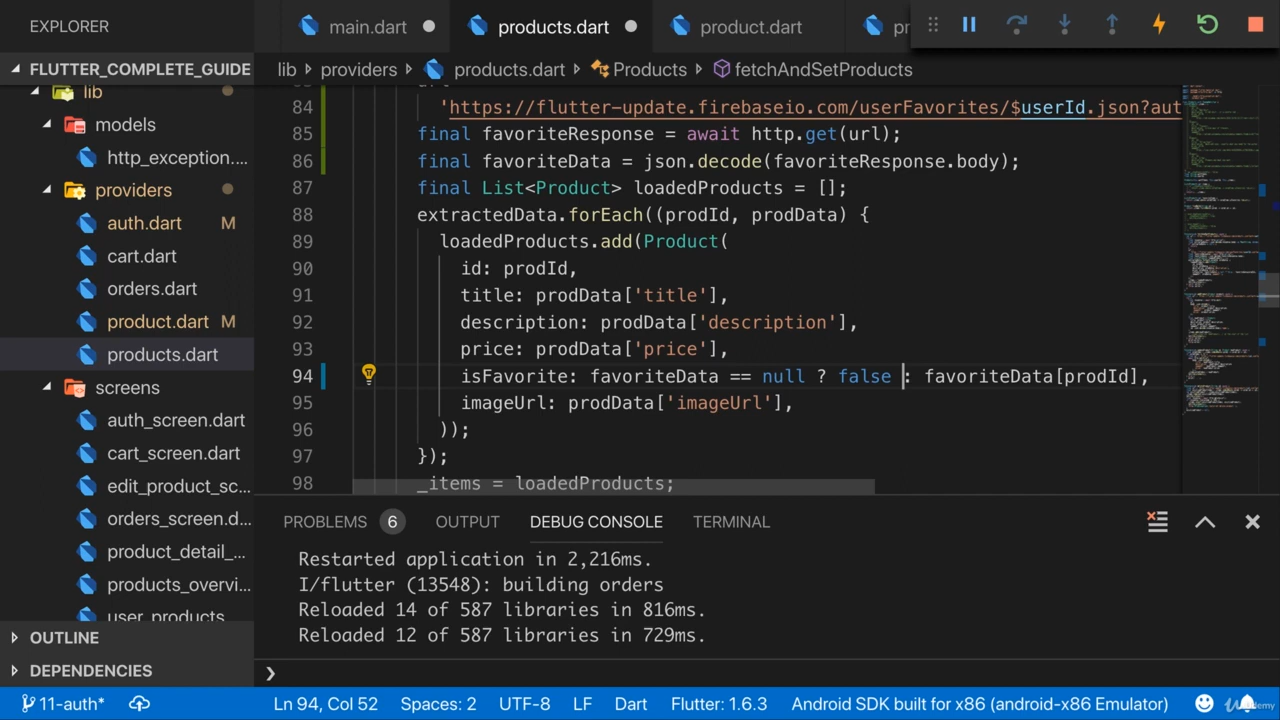 EXPLORER
main.dart
products.dart
product.dart
FLUTTER_COMPLETE_GUIDE
lib
models
http_exception....
providers
auth.dart M
cart.dart
orders.dart
product.dart M
products.dart
screens
auth_screen.dart
cart_screen.dart
edit_product_sc...
orders_screen.d...
product_detail_...
products_overvi...
user_products
OUTLINE
DEPENDENCIES
lib providers products.dart Products fetchAndSetProducts
84 'https://flutter-update.firebaseio.com/userFavorites/$userId.json?aut
85 final favoriteResponse = await http.get(url);
86 final favoriteData = json.decode(favoriteResponse.body);
87 final List<Product> loadedProducts = [];
88 extractedData.forEach((prodId, prodData) {
89 loadedProducts.add(Product(
90 id: prodId,
91 title: prodData['title'],
92 description: prodData['description'],
93 price: prodData['price'],
94 isFavorite: favoriteData == null ? false : favoriteData[prodId],
95 imageUrl: prodData['imageUrl'],
96 ));
97 });
98 _items = loadedProducts;
PROBLEMS 6 OUTPUT DEBUG CONSOLE TERMINAL
Restarted application in 2,216ms.
I/flutter (13548): building orders
Reloaded 14 of 587 libraries in 816ms.
Reloaded 12 of 587 libraries in 729ms.
11-auth* Ln 94, Col 52 Spaces: 2 UTF-8 LF Dart Flutter: 1.6.3 Android SDK built for x86 (android-x86 Emulator)